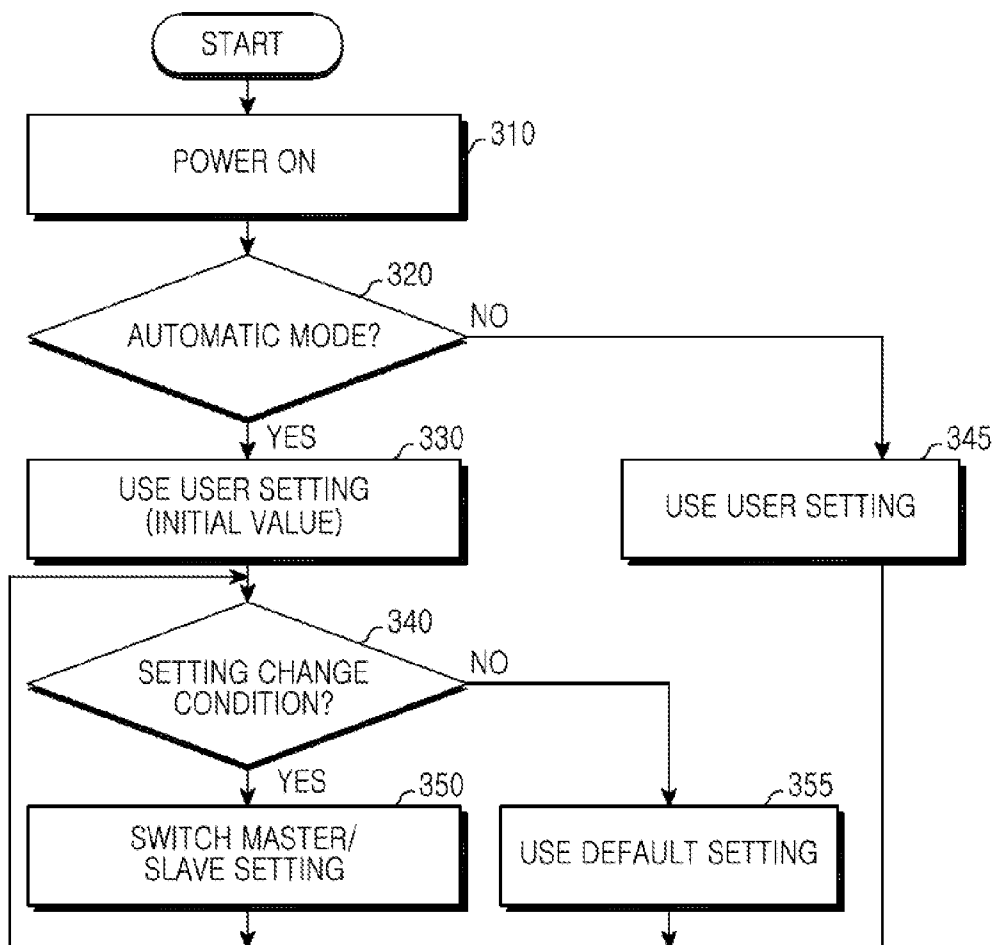 START
310
POWER ON
320
AUTOMATIC MODE?
NO
YES
330
USE USER SETTING
(INITIAL VALUE)
345
USE USER SETTING
340
SETTING CHANGE
CONDITION?
NO
YES
350
SWITCH MASTER/
SLAVE SETTING
355
USE DEFAULT SETTING